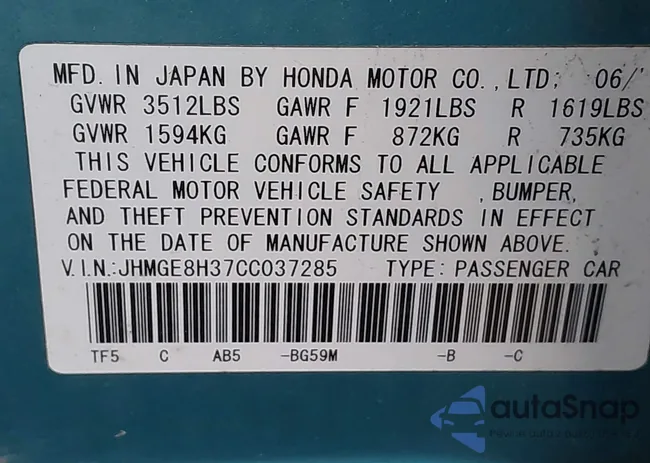 MFD. IN JAPAN BY HONDA MOTOR CO., LTD; 06/
GVWR 3512LBS GAWR F 1921LBS R 1619LBS
GVWR 1594KG GAWR F 872KG R 735KG
THIS VEHICLE CONFORMS TO ALL APPLICABLE
FEDERAL MOTOR VEHICLE SAFETY , BUMPER,
AND THEFT PREVENTION STANDARDS IN EFFECT
ON THE DATE OF MANUFACTURE SHOWN ABOVE.
V.I.N.:JHMGE8H37CC037285 TYPE: PASSENGER CAR
TF5 C AB5 -BG59M -B -C
autoSnap